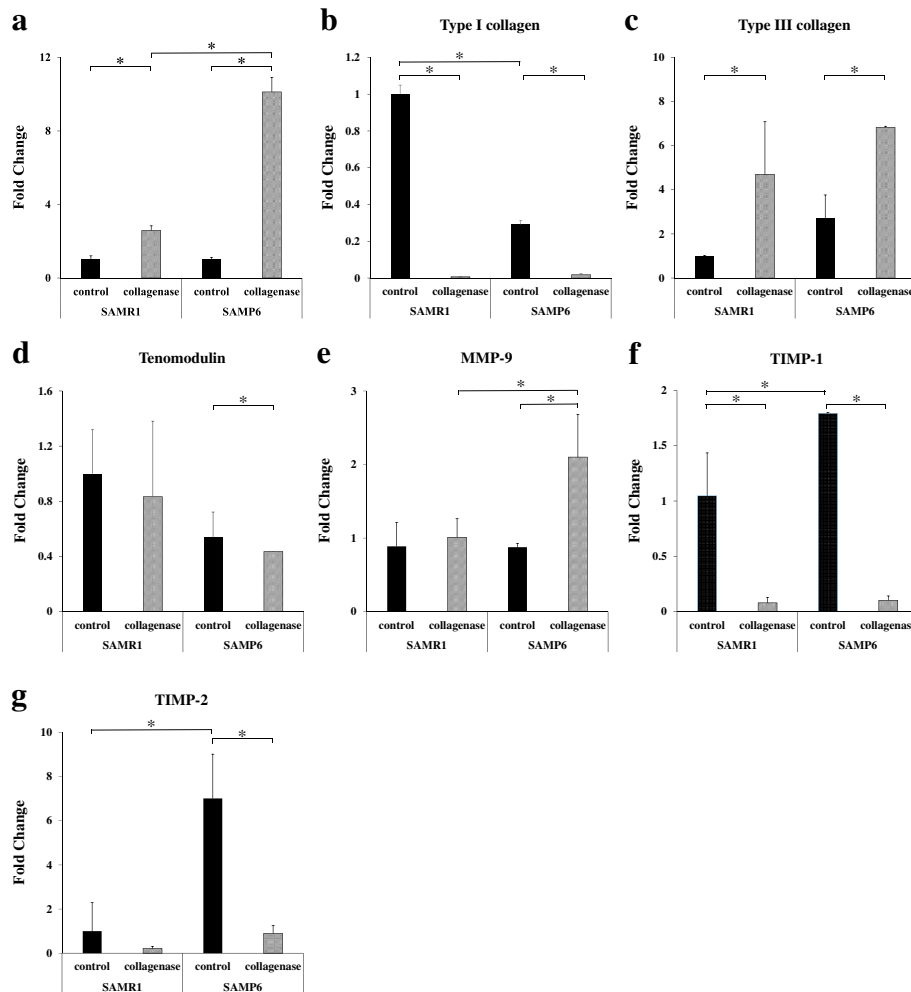 a
*
*
*
12
10
8
6
4
2
0
Fold Change
control collagenase control collagenase
SAMR1 SAMP6
b
Type I collagen
*
*
*
1.2
1
0.8
0.6
0.4
0.2
0
Fold Change
control collagenase control collagenase
SAMR1 SAMP6
c
Type III collagen
*
*
10
8
6
4
2
0
Fold Change
control collagenase control collagenase
SAMR1 SAMP6
d
Tenomodulin
*
1.6
1.2
0.8
0.4
0
Fold Change
control collagenase control collagenase
SAMR1 SAMP6
e
MMP-9
*
*
3
2
1
0
Fold Change
control collagenase control collagenase
SAMR1 SAMP6
f
TIMP-1
*
*
*
2
1.5
1
0.5
0
Fold Change
control collagenase control collagenase
SAMR1 SAMP6
g
TIMP-2
*
*
10
8
6
4
2
0
Fold Change
control collagenase control collagenase
SAMR1 SAMP6